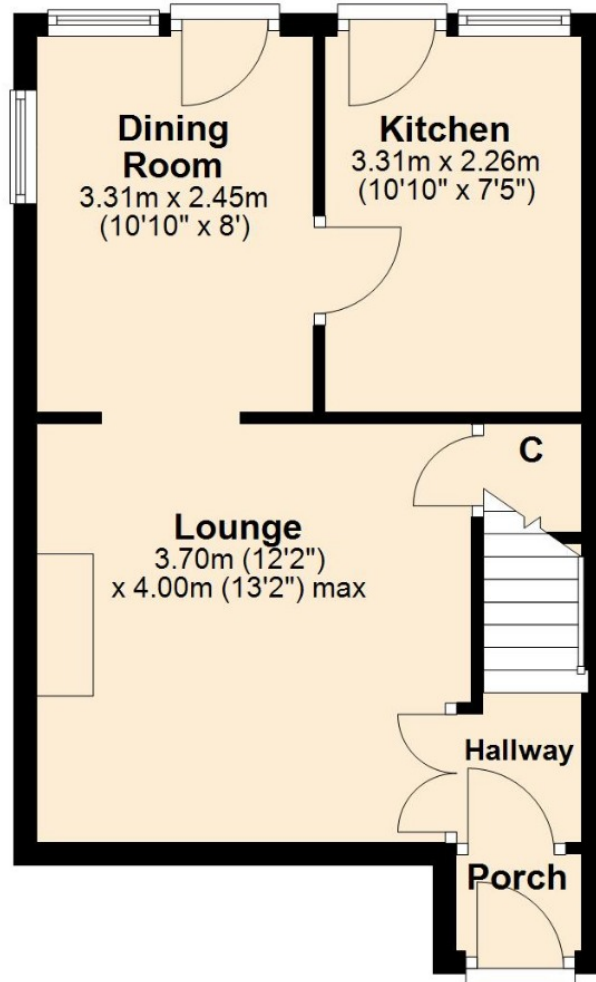 Dining
Room
3.31m x 2.45m
(10'10" x 8')
Kitchen
3.31m x 2.26m
(10'10" x 7'5")
C
Lounge
3.70m (12'2")
x 4.00m (13'2") max
Hallway
Porch